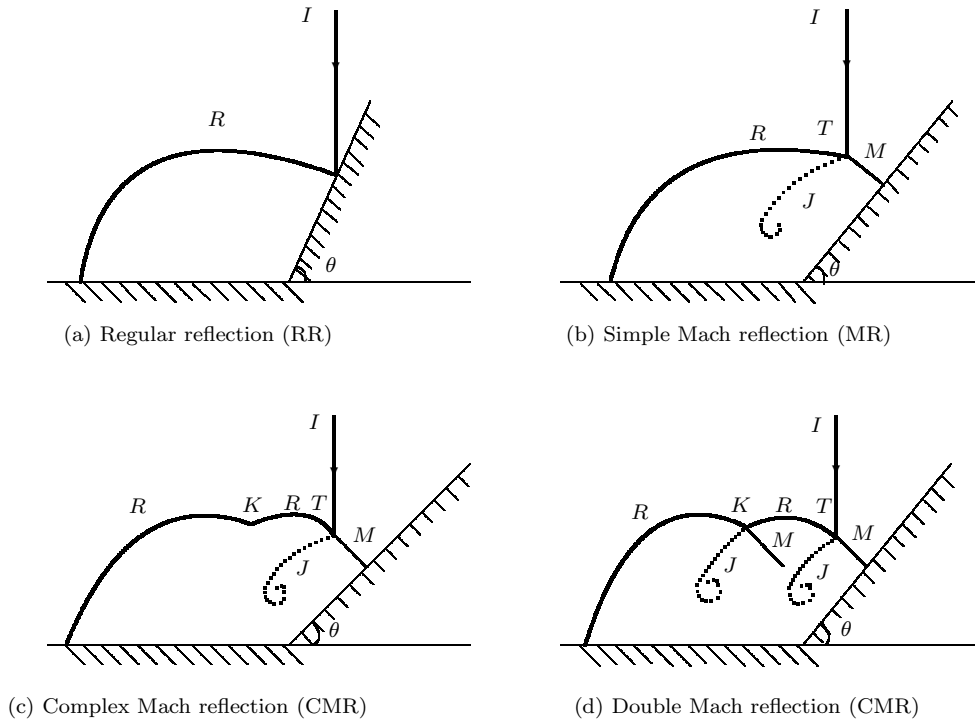 I
R
θ
(a) Regular reflection (RR)
I
R
T
M
J
θ
(b) Simple Mach reflection (MR)
I
R
K
R
T
M
J
θ
(c) Complex Mach reflection (CMR)
I
R
K
R
T
M
M
J
J
θ
(d) Double Mach reflection (CMR)